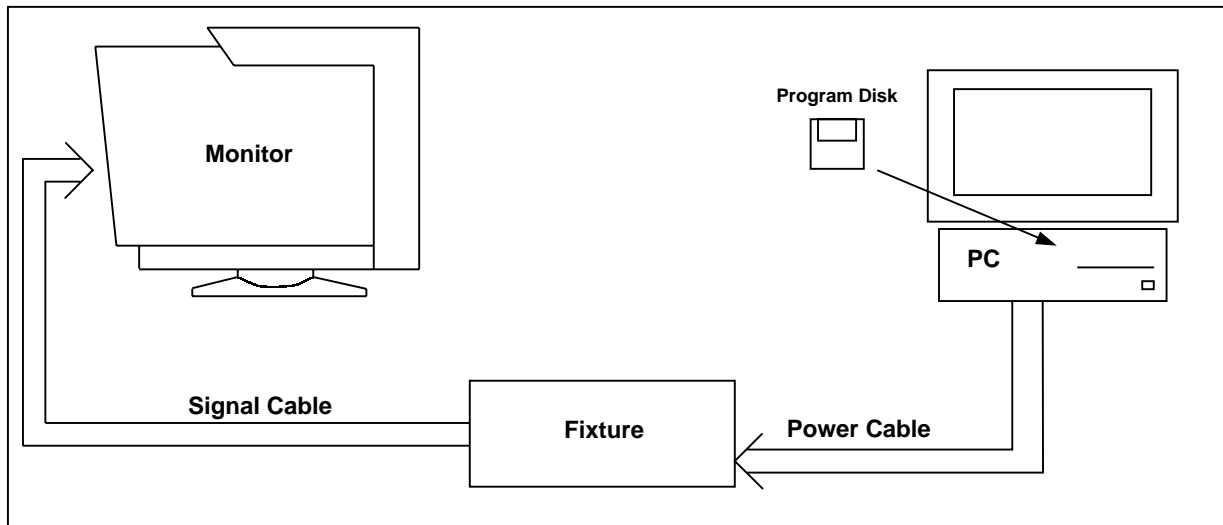 Program Disk
Monitor
PC
Signal Cable
Fixture
Power Cable